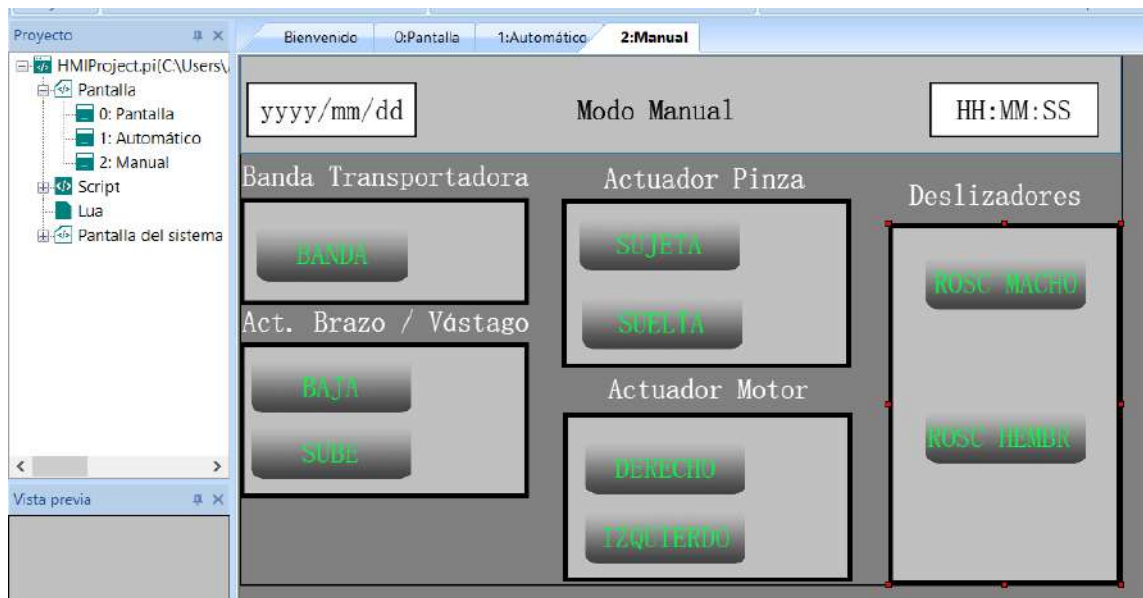 Proyecto
HMIProject.pi(C\Users\
Pantalla
0: Pantalla
1: Automático
2: Manual
Script
Lua
Pantalla del sistema
Vista previa
Bienvenido
0:Pantalla
1:Automático
2:Manual
yyyy/mm/dd
Modo Manual
HH:MM:SS
Banda Transportadora
BANDA
Act. Brazo / Vástago
BAJA
SUBE
Actuador Pinza
SUJETA
SUELTA
Actuador Motor
DERECHO
IZQUIERDO
Deslizadores
ROSC MACHO
ROSC HEMBR